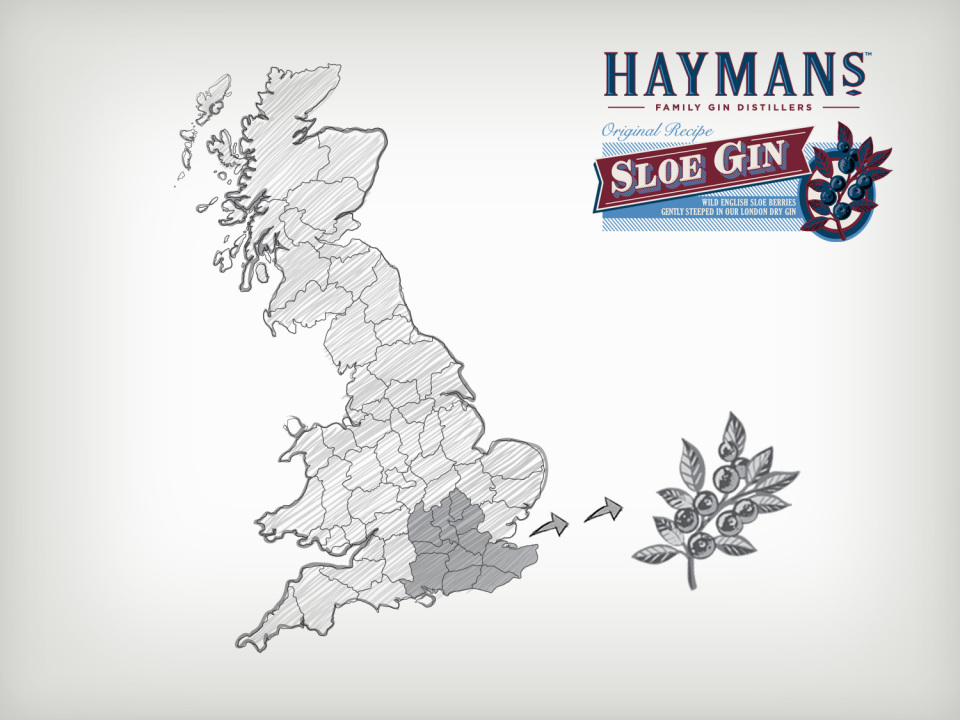 HAYMANS™
FAMILY GIN DISTILLERS
Original Recipe
SLOE GIN
WILD ENGLISH SLOE BERRIES
GENTLY STEEPED IN OUR LONDON DRY GIN